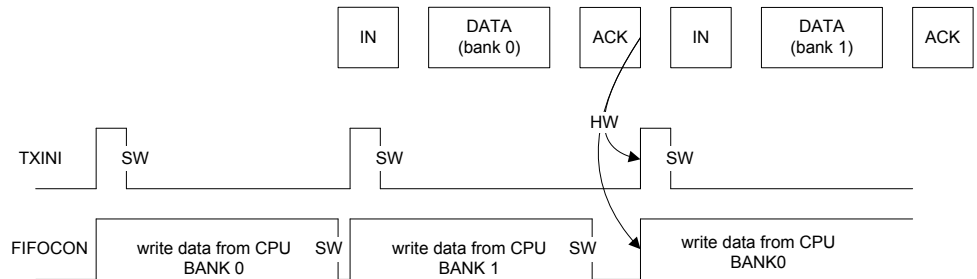 IN DATA (bank 0) ACK IN DATA (bank 1) ACK
HW
TXINI SW SW SW
FIFOCON write data from CPU BANK 0 SW write data from CPU BANK 1 SW write data from CPU BANK0